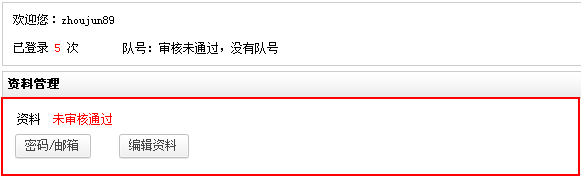 欢迎您：zhoujun89
已登录 5 次 队号：审核未通过，没有队号
资料管理
资料 未审核通过
密码/邮箱 编辑资料